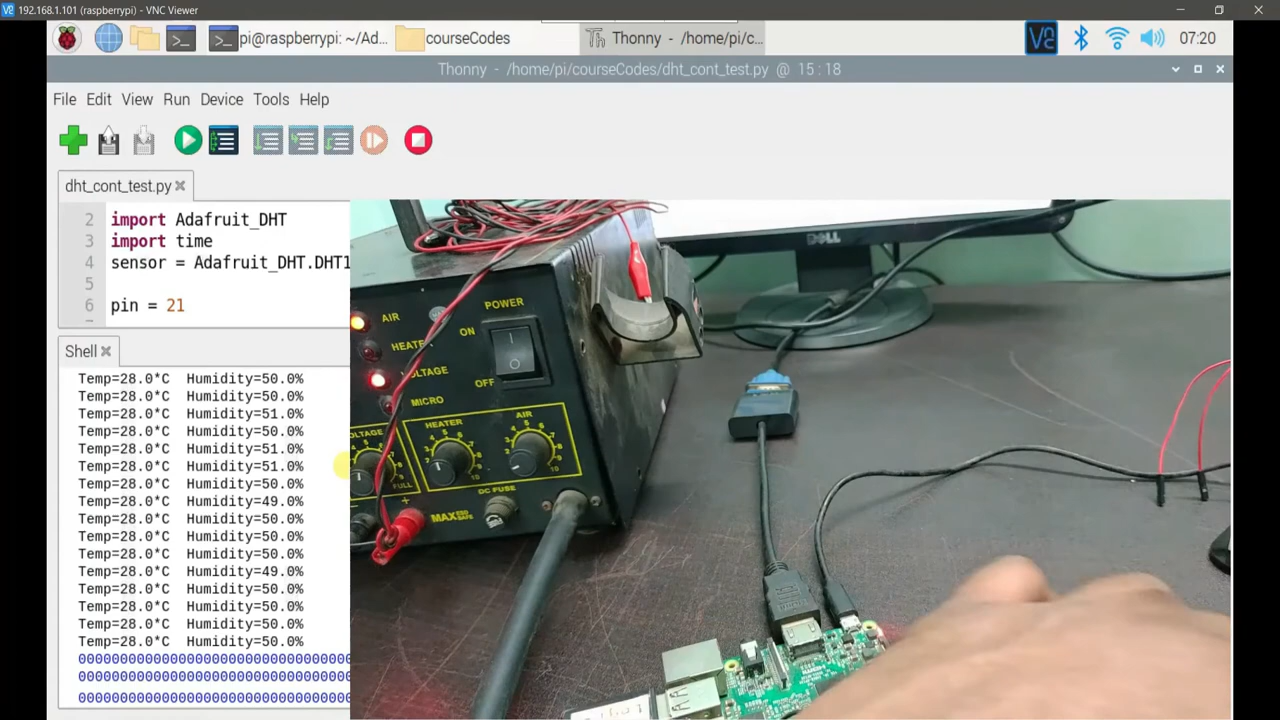 192.168.1.101 (raspberrypi) - VNC Viewer
pi@raspberrypi: ~/Ad... courseCodes Thonny - /home/pi/c... 07:20
Thonny - /home/pi/courseCodes/dht_cont_test.py @ 15 : 18
File Edit View Run Device Tools Help
dht_cont_test.py
2 import Adafruit_DHT
3 import time
4 sensor = Adafruit_DHT.DHT1
5
6 pin = 21
Shell
Temp=28.0*C Humidity=50.0%
Temp=28.0*C Humidity=50.0%
Temp=28.0*C Humidity=51.0%
Temp=28.0*C Humidity=50.0%
Temp=28.0*C Humidity=51.0%
Temp=28.0*C Humidity=51.0%
Temp=28.0*C Humidity=50.0%
Temp=28.0*C Humidity=49.0%
Temp=28.0*C Humidity=50.0%
Temp=28.0*C Humidity=50.0%
Temp=28.0*C Humidity=50.0%
Temp=28.0*C Humidity=49.0%
Temp=28.0*C Humidity=50.0%
Temp=28.0*C Humidity=50.0%
Temp=28.0*C Humidity=50.0%
Temp=28.0*C Humidity=50.0%
000000000000000000000000000000000
000000000000000000000000000000000
000000000000000000000000000000000
DELL
POWER
AIR
ON
HEATER
VOLTAGE
OFF
MICRO
HEATER
AIR
VOLTAGE
FULL
DC FUSE
MAX